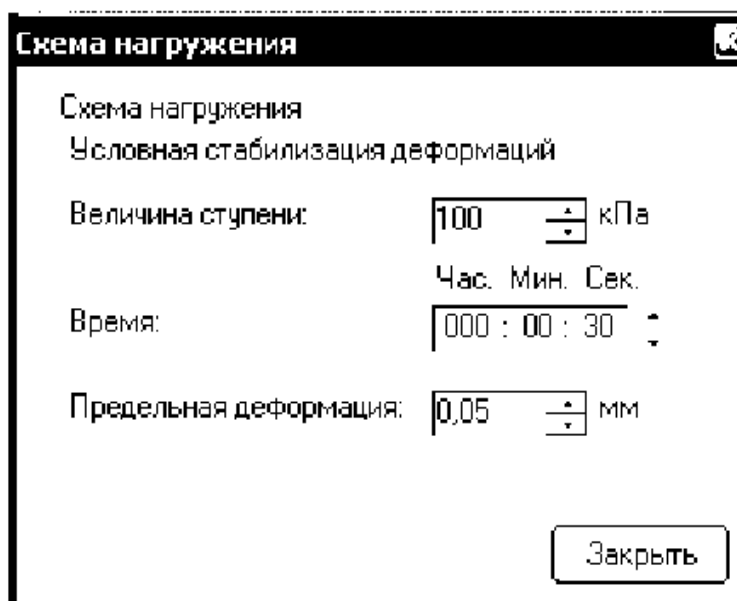 Схема нагружения
Схема нагружения
Условная стабилизация деформаций
Величина ступени: 100 кПа
Час. Мин. Сек.
Время: 000 : 00 : 30
Предельная деформация: 0,05 мм
Закрыть